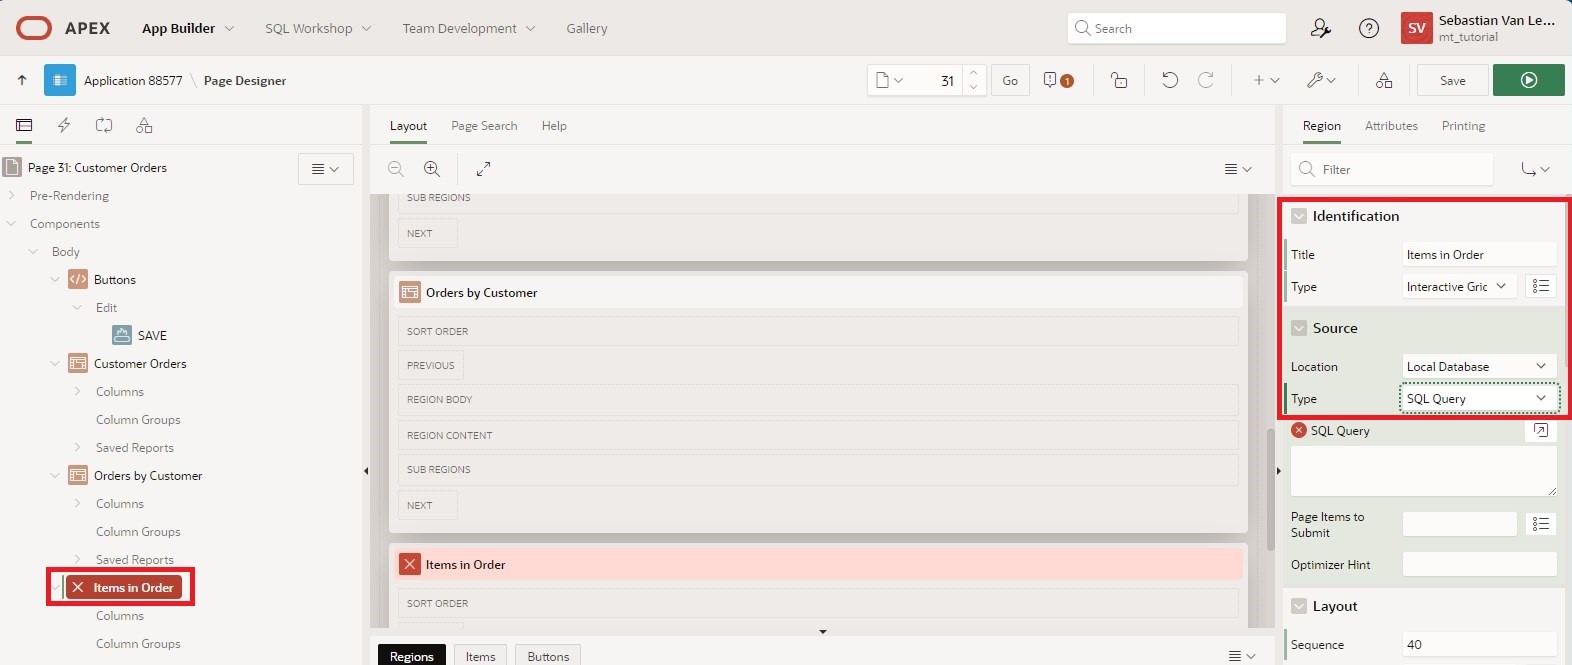 APEX App Builder SQL Workshop Team Development Gallery Search SV Sebastian Van Le...
mt_tutorial
Application 88577 \ Page Designer 31 Go 1 Save
Layout Page Search Help
Region Attributes Printing
Page 31: Customer Orders
Filter
Pre-Rendering
Components
Body
Buttons
Edit
SAVE
Customer Orders
Columns
Column Groups
Saved Reports
Orders by Customer
Columns
Column Groups
Saved Reports
Items in Order
Columns
Column Groups
SUB REGIONS
NEXT
Orders by Customer
SORT ORDER
PREVIOUS
REGION BODY
REGION CONTENT
SUB REGIONS
NEXT
Items in Order
SORT ORDER
Regions Items Buttons
Identification
Title Items in Order
Type Interactive Gric
Source
Location Local Database
Type SQL Query
SQL Query
Page Items to
Submit
Optimizer Hint
Layout
Sequence 40